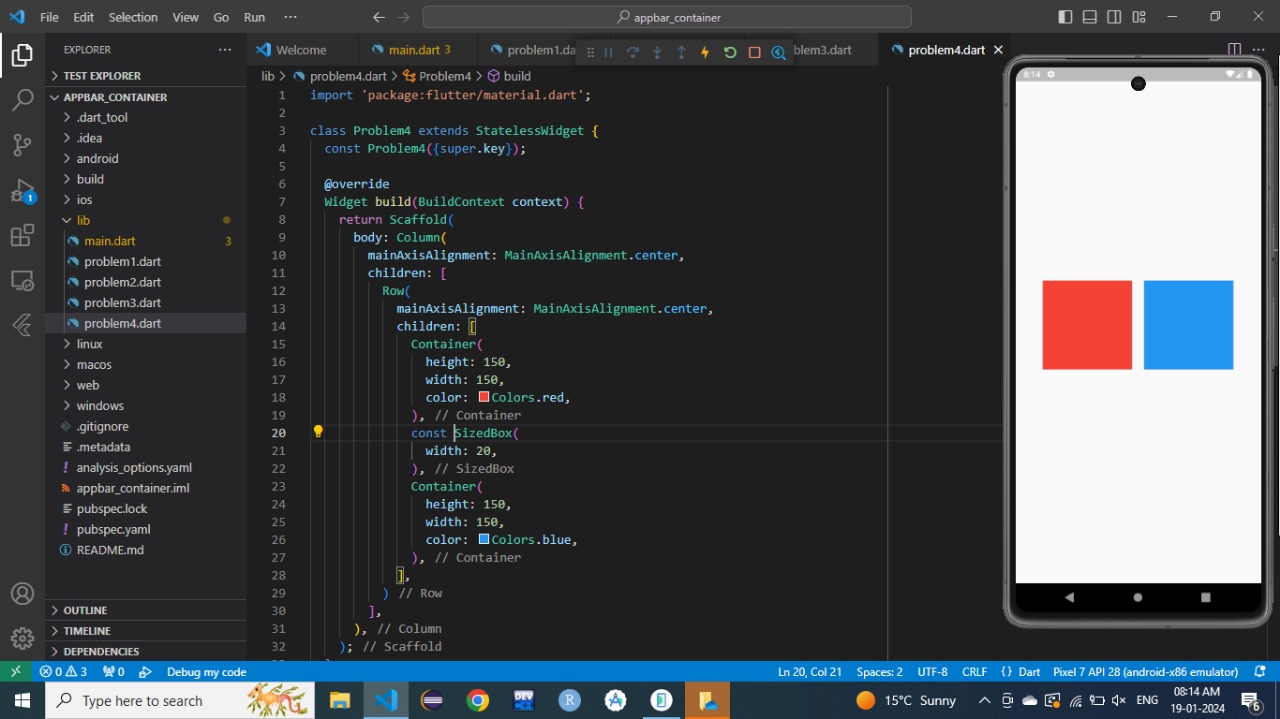 File Edit Selection View Go Run ⋯ ← → appbar_container
EXPLORER ⋯
Welcome main.dart 3 problem1.da blem3.dart problem4.dart ×
TEST EXPLORER
APPBAR_CONTAINER
.dart_tool
.idea
android
build
ios
lib
main.dart 3
problem1.dart
problem2.dart
problem3.dart
problem4.dart
linux
macos
web
windows
.gitignore
.metadata
analysis_options.yaml
appbar_container.iml
pubspec.lock
pubspec.yaml
README.md
OUTLINE
TIMELINE
DEPENDENCIES
1
lib > problem4.dart > Problem4 > build
1 import 'package:flutter/material.dart';
2
3 class Problem4 extends StatelessWidget {
4 const Problem4({super.key});
5
6 @override
7 Widget build(BuildContext context) {
8 return Scaffold(
9 body: Column(
10 mainAxisAlignment: MainAxisAlignment.center,
11 children: [
12 Row(
13 mainAxisAlignment: MainAxisAlignment.center,
14 children: [
15 Container(
16 height: 150,
17 width: 150,
18 color: Colors.red,
19 ), // Container
20 const SizedBox(
21 width: 20,
22 ), // SizedBox
23 Container(
24 height: 150,
25 width: 150,
26 color: Colors.blue,
27 ), // Container
28 ],
29 ) // Row
30 ],
31 ), // Column
32 ); // Scaffold
8:14
0 3 0 Debug my code Ln 20, Col 21 Spaces: 2 UTF-8 CRLF {} Dart Pixel 7 API 28 (android-x86 emulator)
Type here to search DEV R 15°C Sunny ENG 08:14 AM
19-01-2024 6